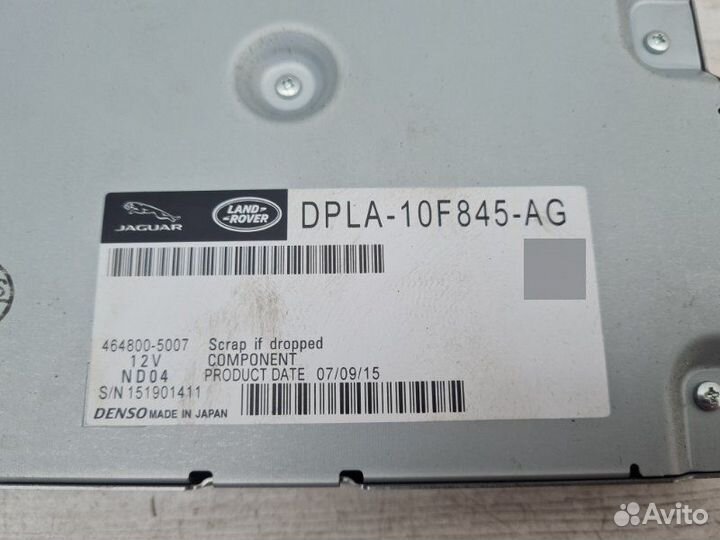 JAGUAR
LAND ROVER
DPLA-10F845-AG
464800-5007 Scrap if dropped
12V COMPONENT
ND04 PRODUCT DATE 07/09/15
S/N 151901411
DENSO MADE IN JAPAN
Avito